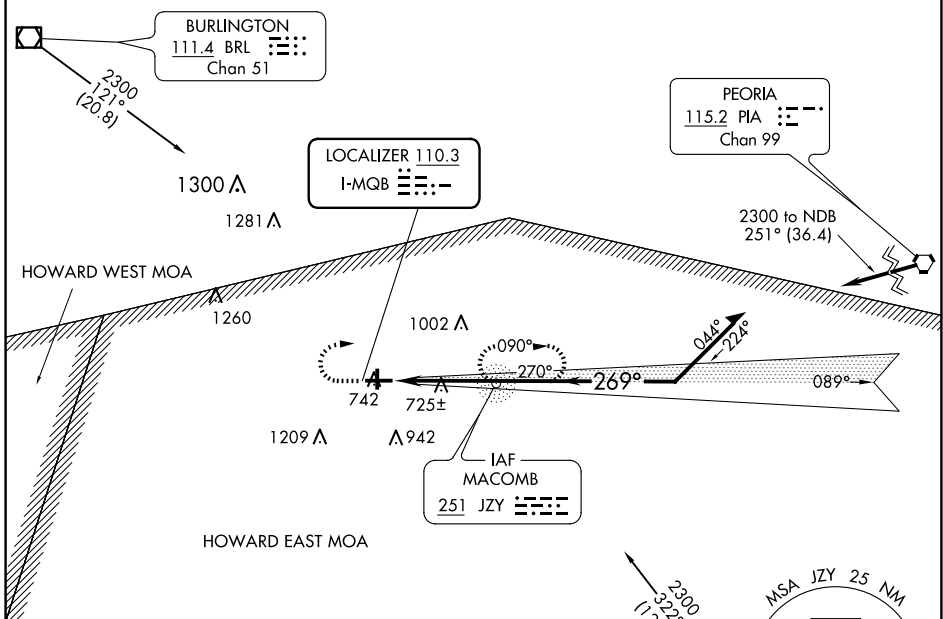 BURLINGTON
111.4 BRL
Chan 51
2300
121°
(20.8)
PEORIA
115.2 PIA
Chan 99
LOCALIZER 110.3
I-MQB
1300
1281
2300 to NDB
251° (36.4)
HOWARD WEST MOA
1260
1002
044°
224°
090°
270°
269°
089°
742
725±
1209
942
IAF
MACOMB
251 JZY
HOWARD EAST MOA
2300
322°
MSA JZY 25 NM